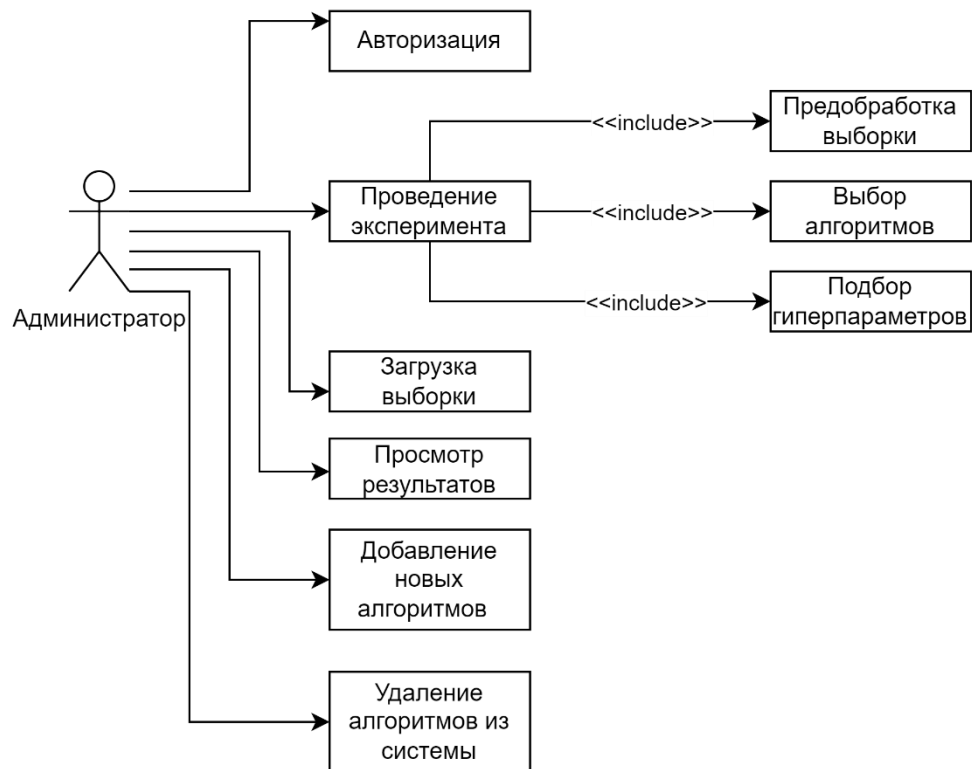 Авторизация
Предобработка
выборки
<<include>>
Проведение
эксперимента
<<include>>
Выбор
алгоритмов
<<include>>
Подбор
гиперпараметров
Администратор
Загрузка
выборки
Просмотр
результатов
Добавление
новых
алгоритмов
Удаление
алгоритмов из
системы